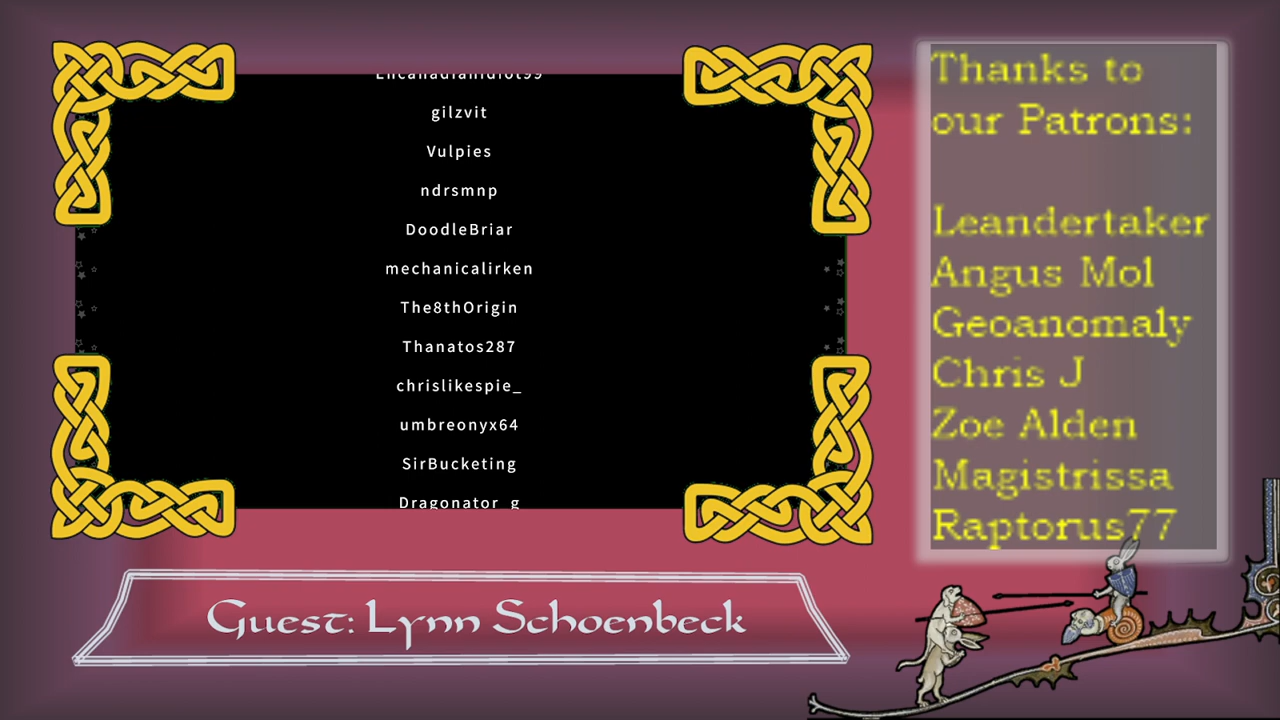 gilzvit
Vulpies
ndrsmnp
DoodleBriar
mechanicalirken
The8thOrigin
Thanatos287
chrislikespie_
umbreonyx64
SirBucketing
Dragonator_g
Thanks to
our Patrons:
Leandertaker
Angus Mol
Geoanomaly
Chris J
Zoe Alden
Magistrissa
Raptorus77
Guest: Lynn Schoenbeck